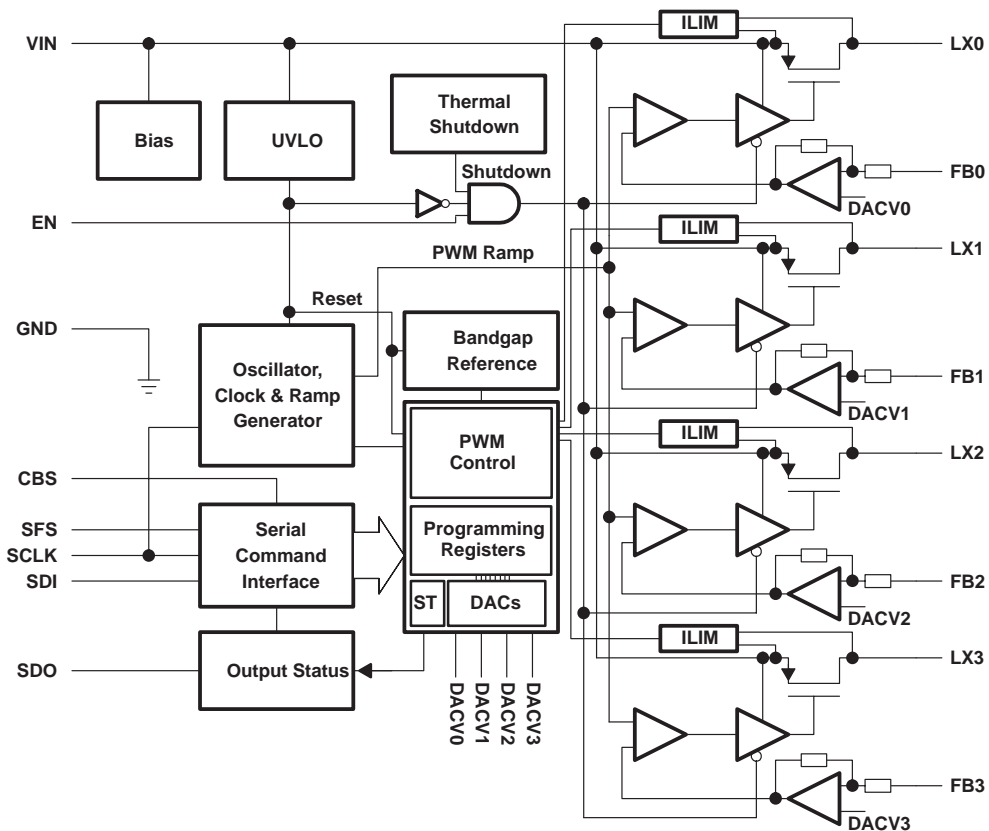 VIN
Bias
UVLO
Thermal
Shutdown
Shutdown
EN
PWM Ramp
Reset
GND
Oscillator,
Clock & Ramp
Generator
Bandgap
Reference
PWM
Control
CBS
SFS
SCLK
SDI
Serial
Command
Interface
Programming
Registers
ST
DACs
SDO
Output Status
DACV0
DACV1
DACV2
DACV3
ILIM
LX0
FB0
DACV0
ILIM
LX1
FB1
DACV1
ILIM
LX2
FB2
DACV2
ILIM
LX3
FB3
DACV3